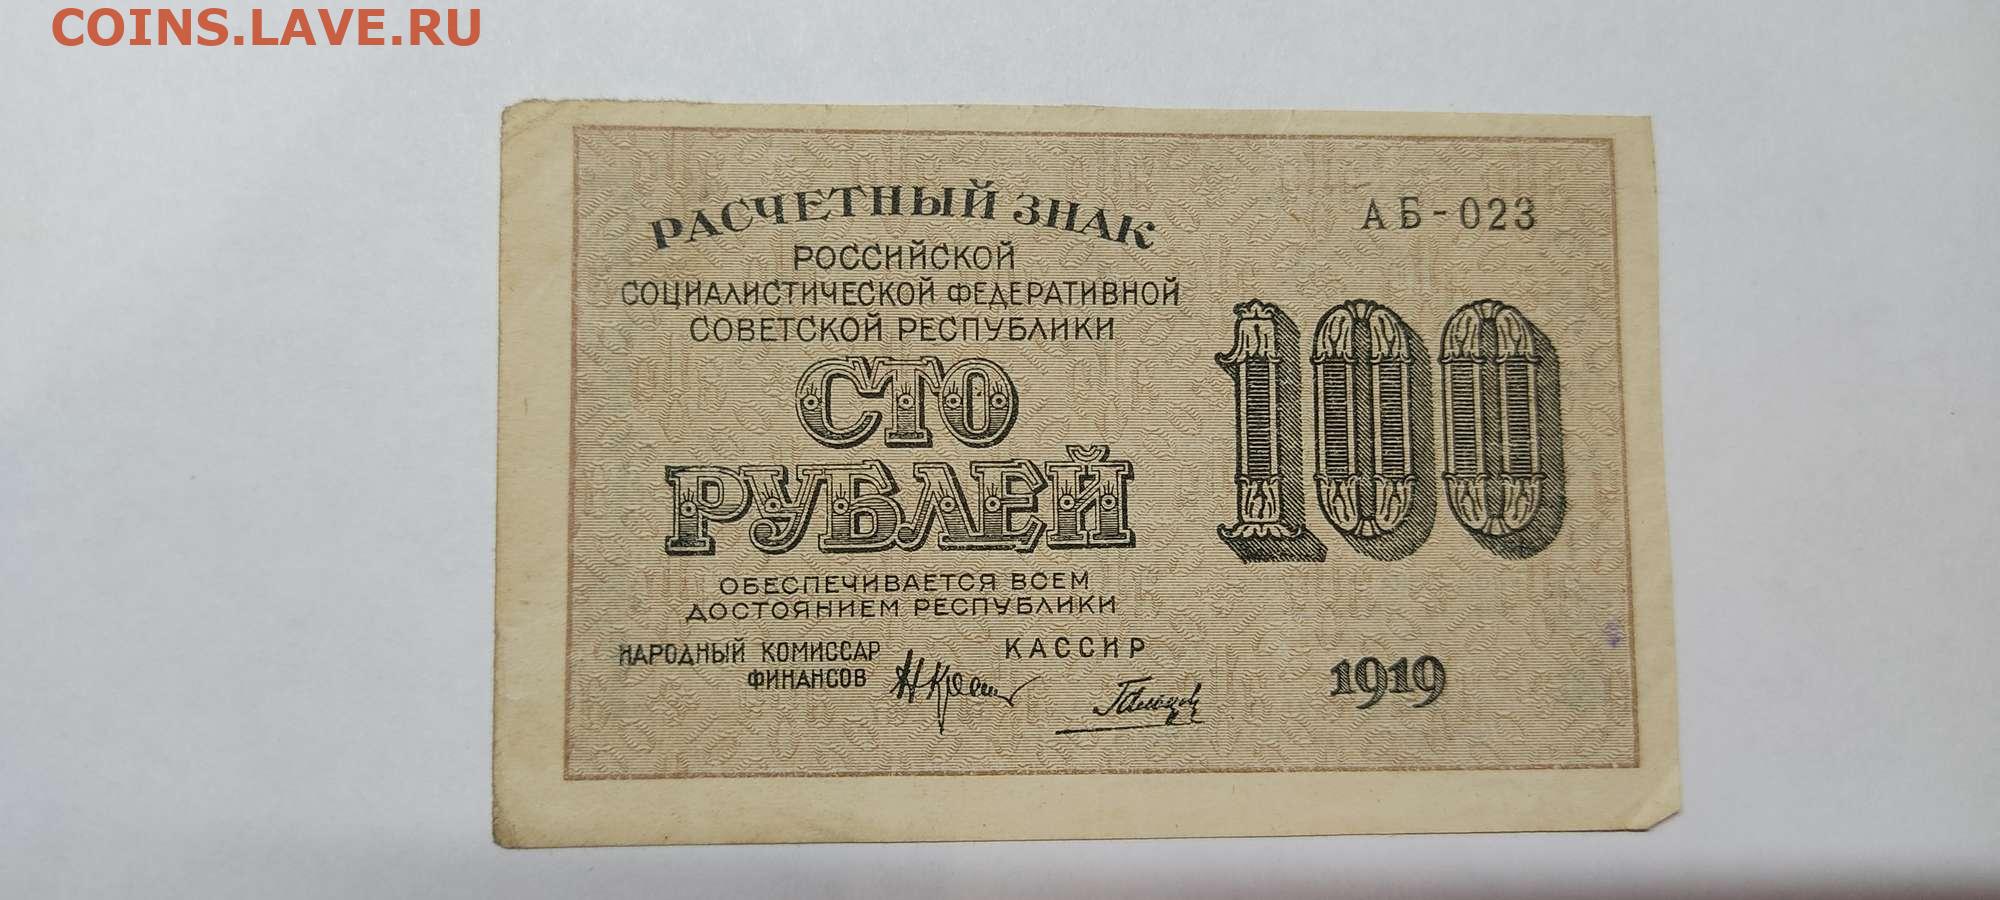 COINS.LAVE.RU
РАСЧЕТНЫЙ ЗНАК
АБ-023
РОССИЙСКОЙ
СОЦИАЛИСТИЧЕСКОЙ ФЕДЕРАТИВНОЙ
СОВЕТСКОЙ РЕСПУБЛИКИ
СТО
РУБЛЕЙ
100
ОБЕСПЕЧИВАЕТСЯ ВСЕМ
ДОСТОЯНИЕМ РЕСПУБЛИКИ
НАРОДНЫЙ КОМИССАР
ФИНАНСОВ
КАССИР
1919